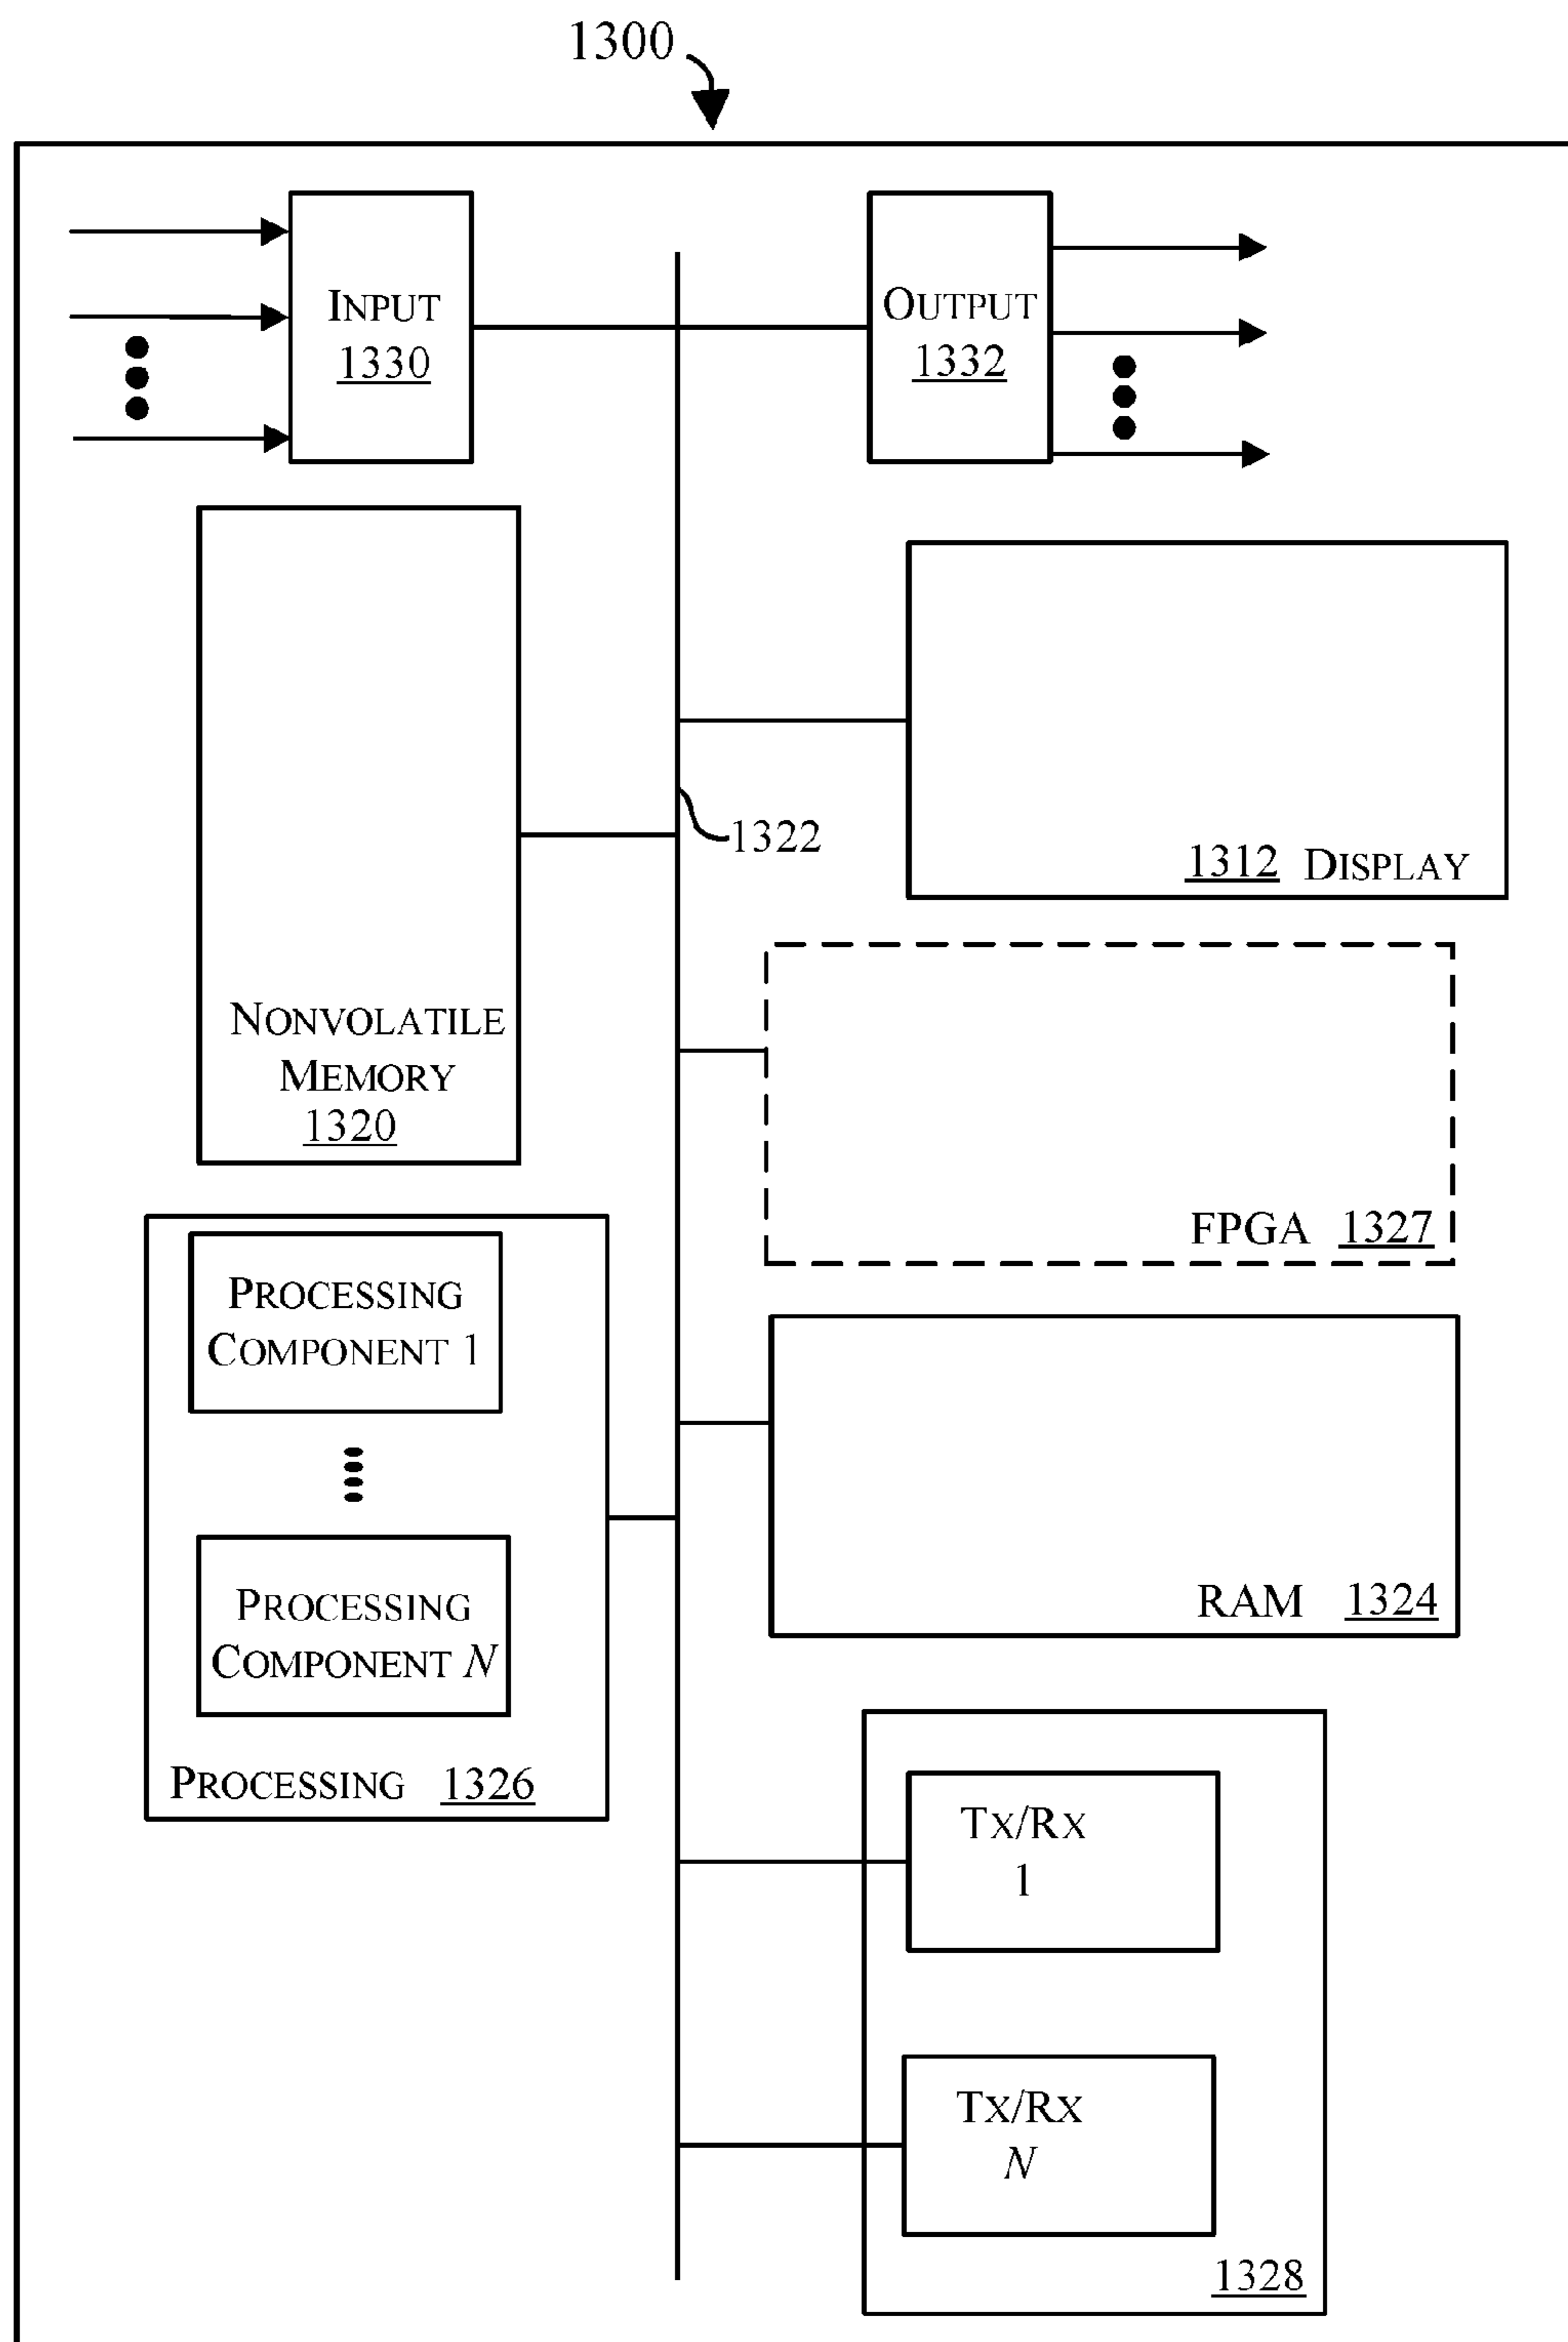 1300
INPUT
1330
OUTPUT
1332
1322
1312 DISPLAY
NONVOLATILE
MEMORY
1320
FPGA 1327
PROCESSING
COMPONENT 1
RAM 1324
PROCESSING
COMPONENT N
PROCESSING 1326
TX/RX
1
TX/RX
N
1328